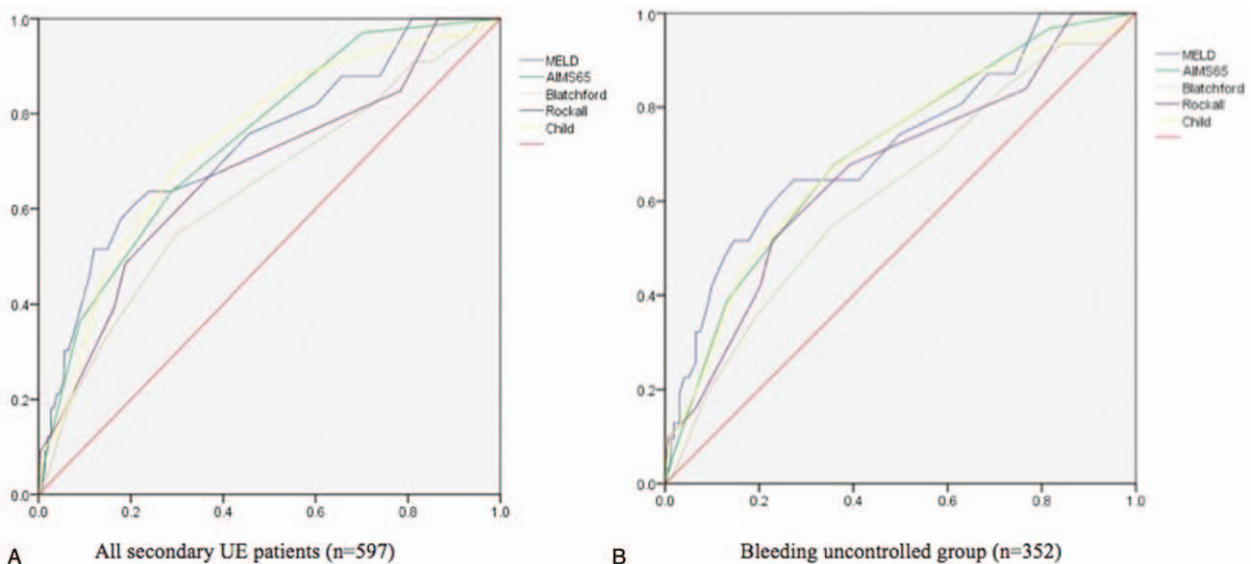 1.0
0.8
0.6
0.4
0.2
0.0
0.0 0.2 0.4 0.6 0.8 1.0
MELD
AIMS65
Blatchford
Rockall
Child
A All secondary UE patients (n=597)
1.0
0.8
0.6
0.4
0.2
0.0
0.0 0.2 0.4 0.6 0.8 1.0
MELD
AIMS65
Blatchford
Rockall
Child
B Bleeding uncontrolled group (n=352)